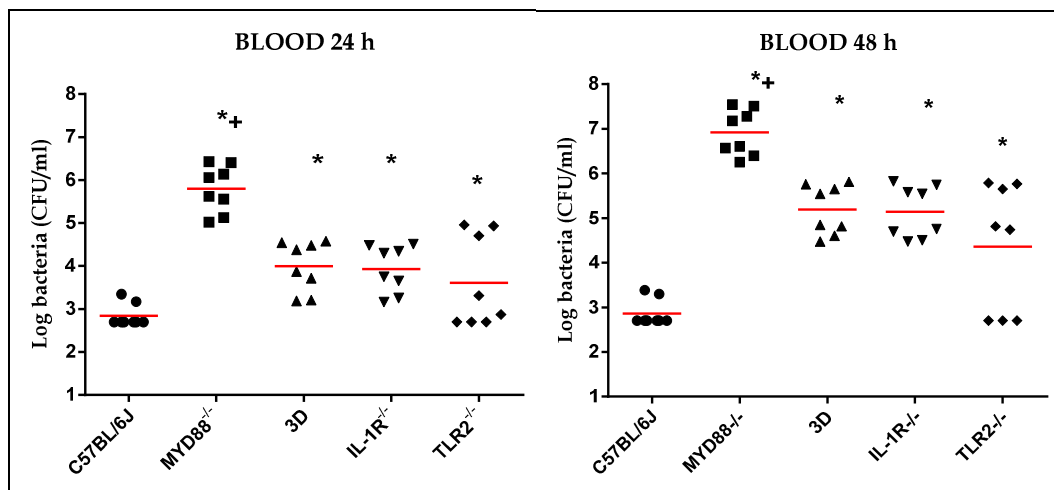 BLOOD 24 h
Log bacteria (CFU/ml)
8
7
6
5
4
3
2
1
*+
*
*
*
C57BL/6J
MYD88-/-
3D
IL-1R-/-
TLR2-/-
BLOOD 48 h
Log bacteria (CFU/ml)
8
7
6
5
4
3
2
1
*+
*
*
*
C57BL/6J
MYD88-/-
3D
IL-1R-/-
TLR2-/-